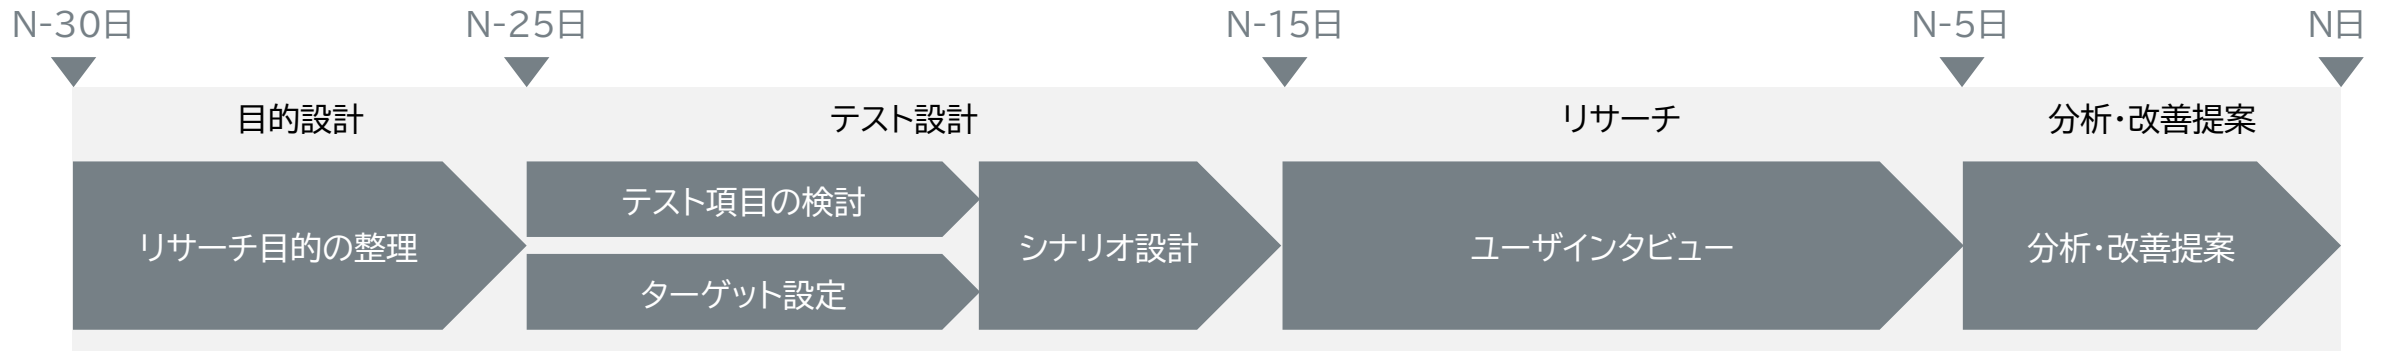 N-30日
N-25日
N-15日
N-5日
N日
目的設計
テスト設計
リサーチ
分析・改善提案
リサーチ目的の整理
テスト項目の検討
ターゲット設定
シナリオ設計
ユーザインタビュー
分析・改善提案